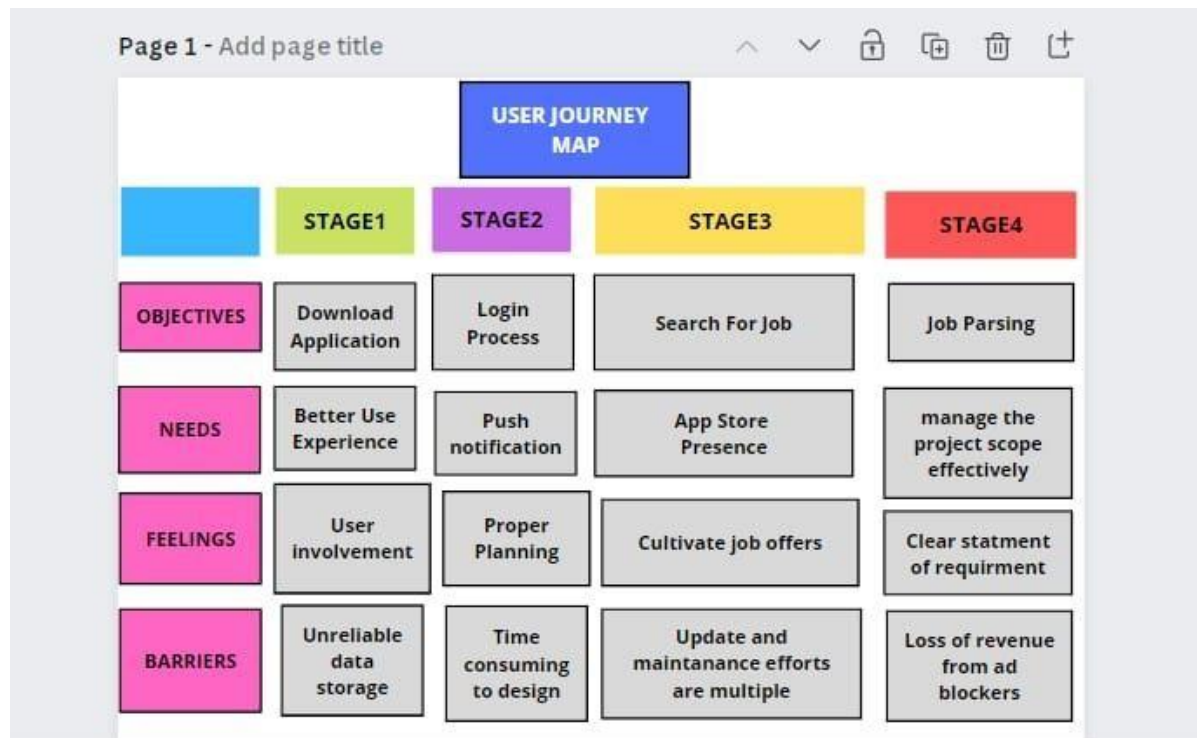 Page 1 - Add page title
USER JOURNEY
MAP
STAGE1
STAGE2
STAGE3
STAGE4
OBJECTIVES
Download
Application
Login
Process
Search For Job
Job Parsing
NEEDS
Better Use
Experience
Push
notification
App Store
Presence
manage the
project scope
effectively
FEELINGS
User
involvement
Proper
Planning
Cultivate job offers
Clear statment
of requirment
BARRIERS
Unreliable
data
storage
Time
consuming
to design
Update and
maintanance efforts
are multiple
Loss of revenue
from ad
blockers